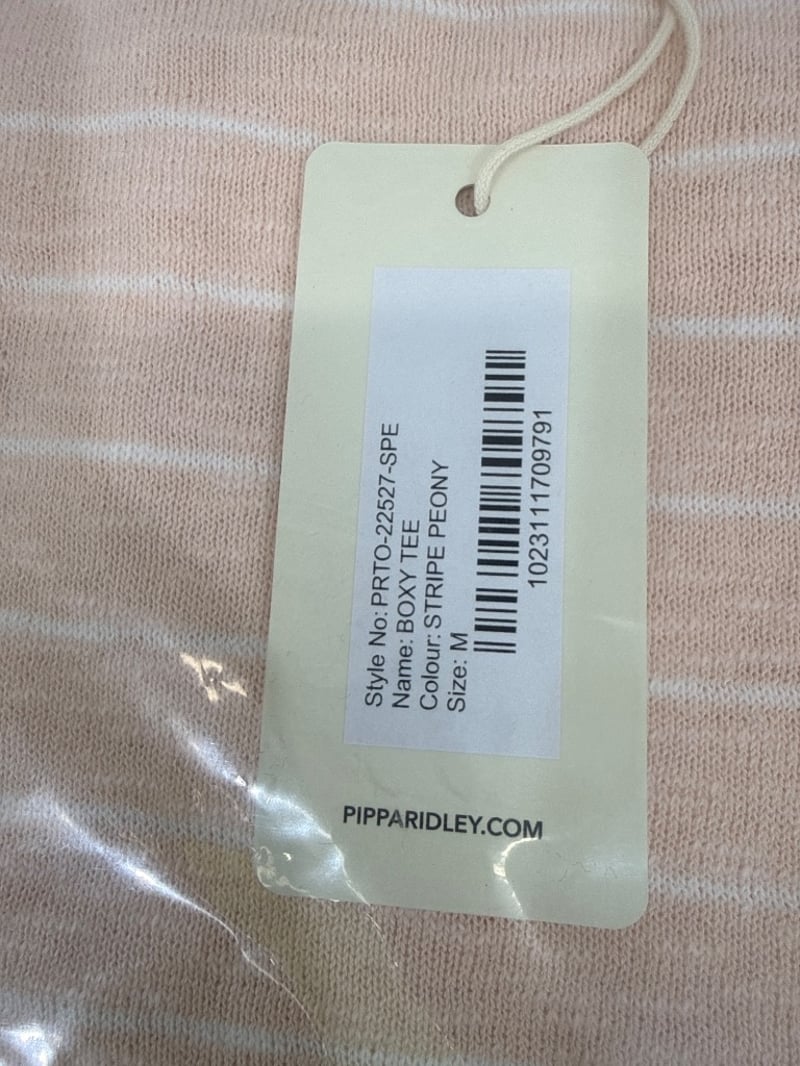 Style No: PRTO-22527-SPE
Name: BOXY TEE
Colour: STRIPE PEONY
Size: M
1023111709791
PIPPARIDLEY.COM